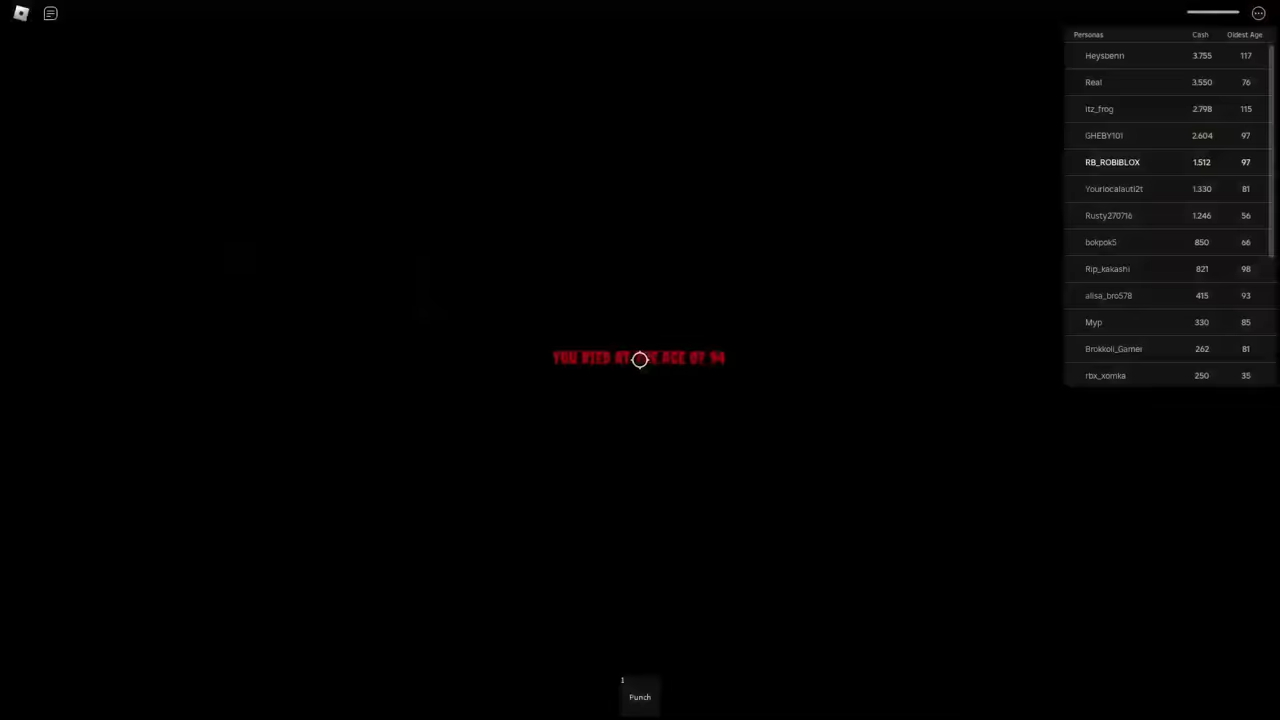 Personas Cash Oldest Age
Heysbenn 3.755 117
Real 3.550 76
Itz_frog 2.798 115
GHEBY101 2.604 97
RB_ROBIBLOX 1.512 97
Yourlocalauti2t 1.330 81
Rusty270716 1.246 56
bokpok5 850 66
Rip_kakashi 821 98
alisa_bro578 415 93
Myp 330 85
Brokkoli_Gamer 262 81
rbx_xomka 250 35
YOU DIED AT AGE OF 94
1
Punch